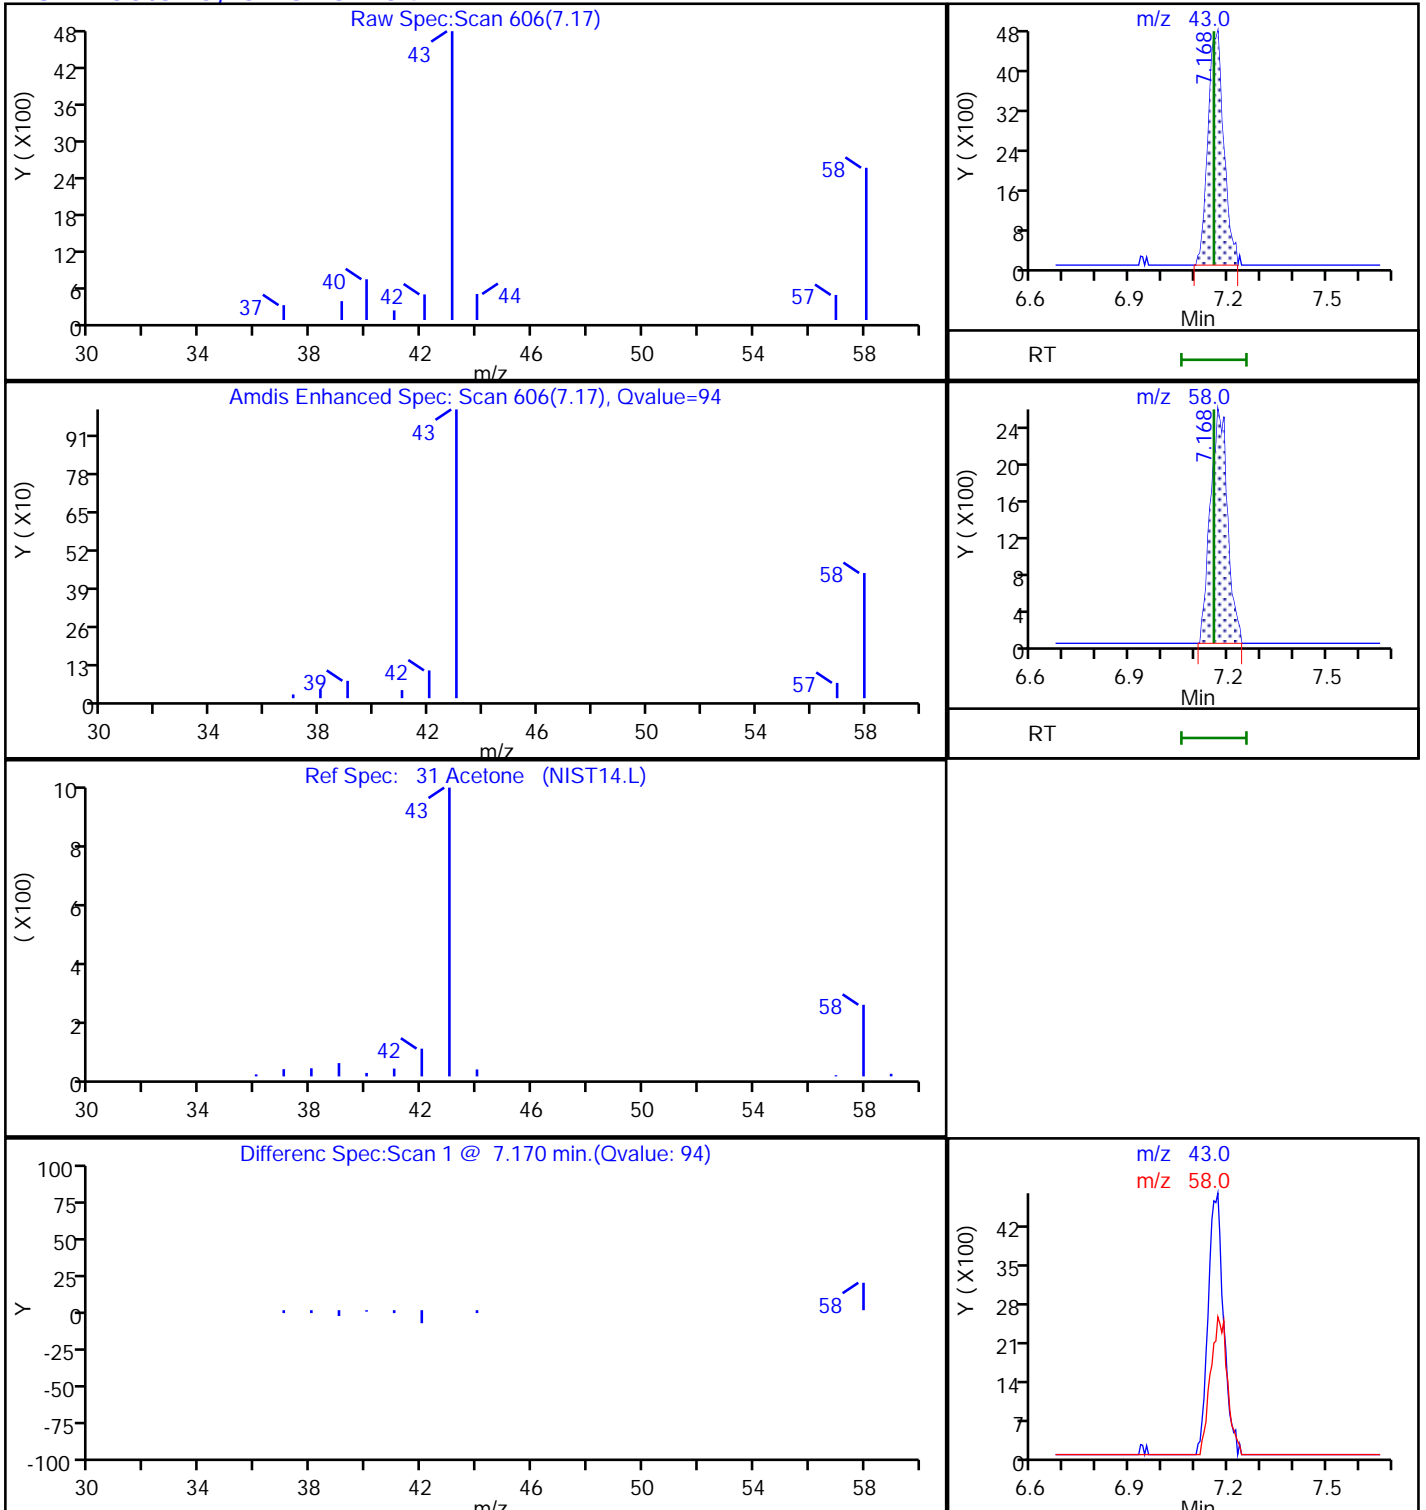 Raw Spec:Scan 606(7.17)
Y ( X100)
48
42
36
30
24
18
12
6
0
43
58
40
37
42
44
57
30 34 38 42 46 50 54 58
m/z
m/z 43.0
Y ( X100)
48
40
32
24
16
8
0
7.168
6.6 6.9 7.2 7.5
Min
RT
Amdis Enhanced Spec: Scan 606(7.17), Qvalue=94
Y ( X10)
91
78
65
52
39
26
13
0
43
58
42
39
57
30 34 38 42 46 50 54 58
m/z
m/z 58.0
Y ( X100)
24
20
16
12
8
4
0
7.168
6.6 6.9 7.2 7.5
Min
RT
Ref Spec: 31 Acetone (NIST14.L)
( X100)
10
8
6
4
2
0
43
58
42
30 34 38 42 46 50 54 58
m/z
Differenc Spec:Scan 1 @ 7.170 min.(Qvalue: 94)
Y
100
75
50
25
0
-25
-50
-75
-100
58
30 34 38 42 46 50 54 58
m/z
m/z 43.0
m/z 58.0
Y ( X100)
42
35
28
21
14
7
0
6.6 6.9 7.2 7.5
Min